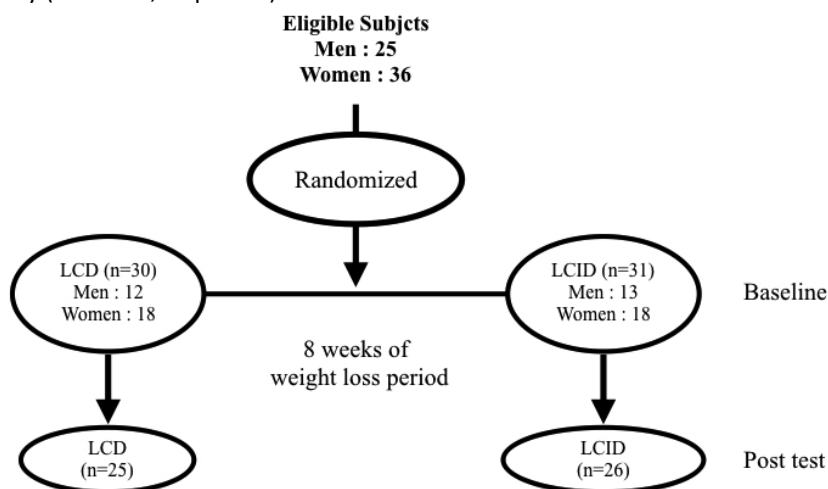 Eligible Subjcts
Men : 25
Women : 36
Randomized
LCD (n=30)
Men : 12
Women : 18
LCID (n=31)
Men : 13
Women : 18
Baseline
8 weeks of
weight loss period
LCD
(n=25)
LCID
(n=26)
Post test